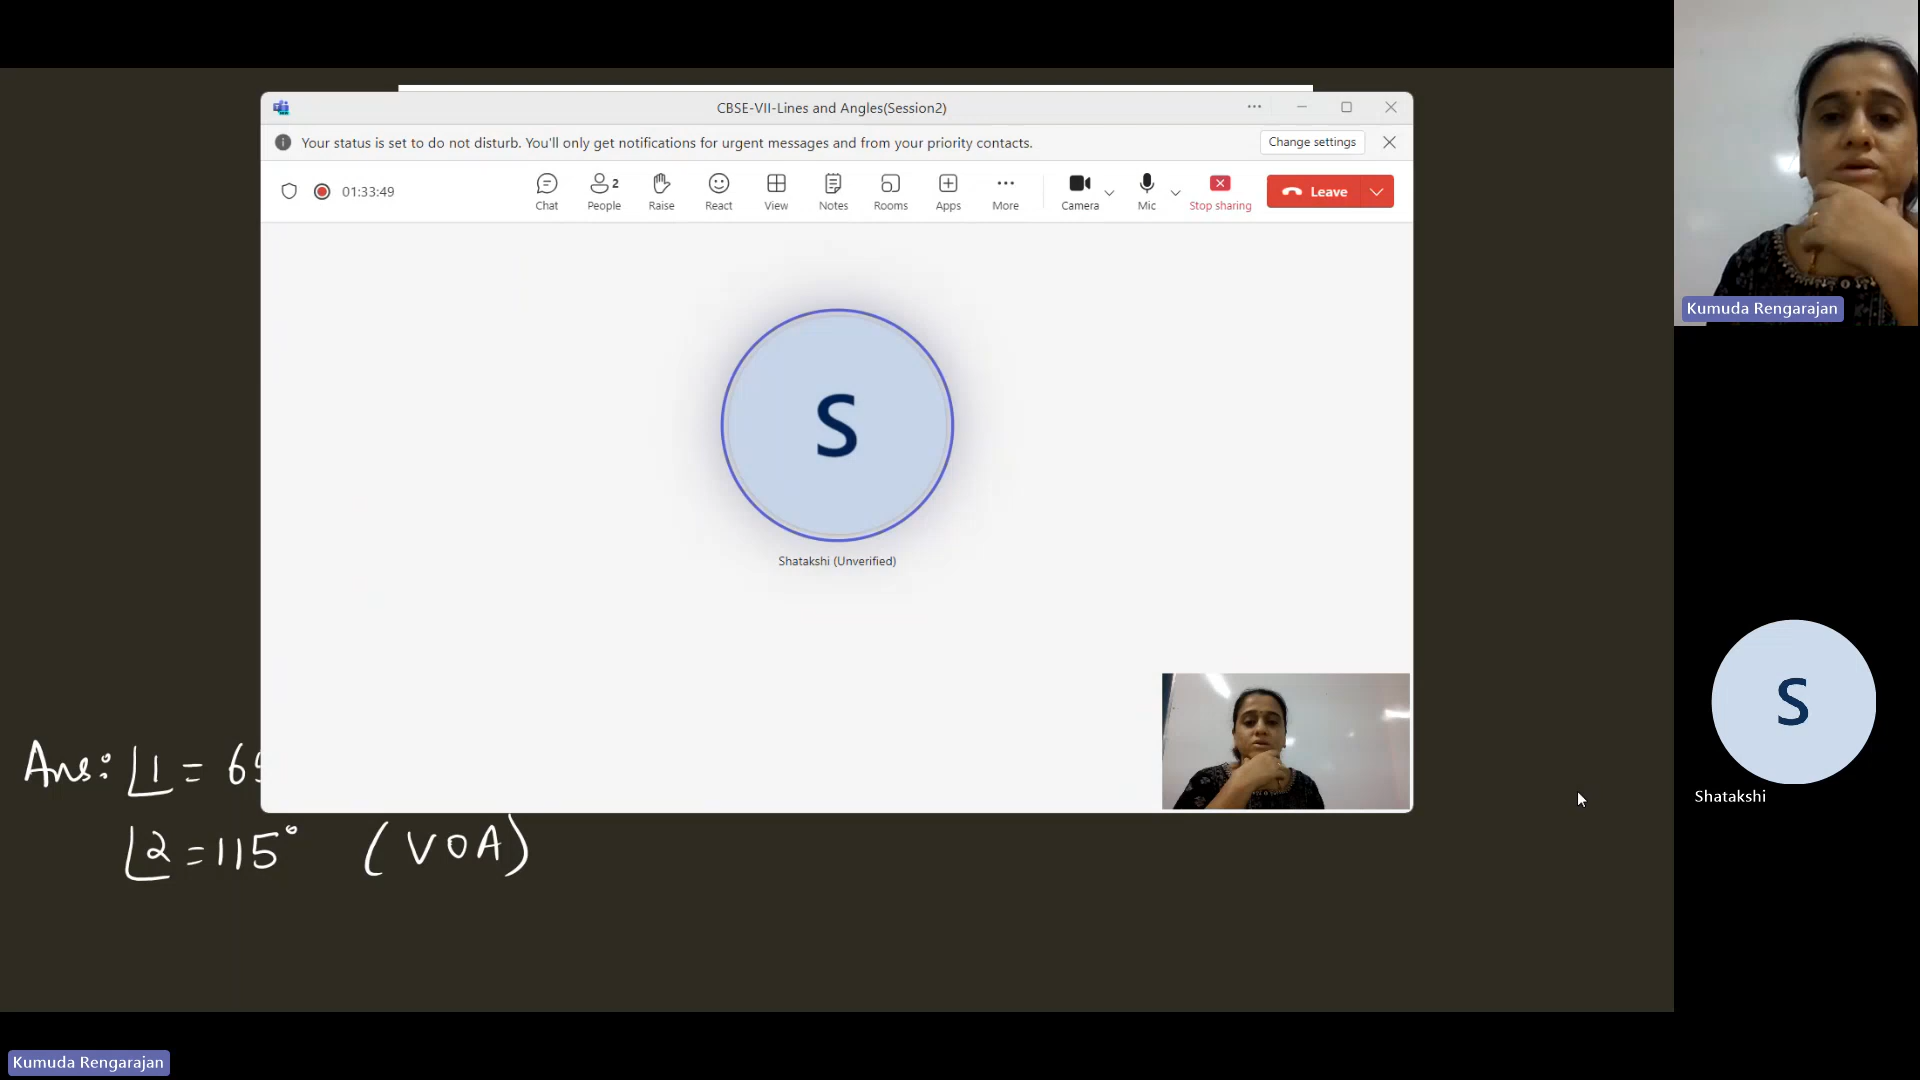 CBSE-VII-Lines and Angles(Session2)
Your status is set to do not disturb. You'll only get notifications for urgent messages and from your priority contacts.
Change settings
01:33:49
Chat
People 2
Raise
React
View
Notes
Rooms
Apps
More
Camera
Mic
Stop sharing
Leave
S
Shatakshi (Unverified)
Kumuda Rengarajan
S
Shatakshi
Ans: ∠1 = 65
∠2 = 115° (VOA)
Kumuda Rengarajan